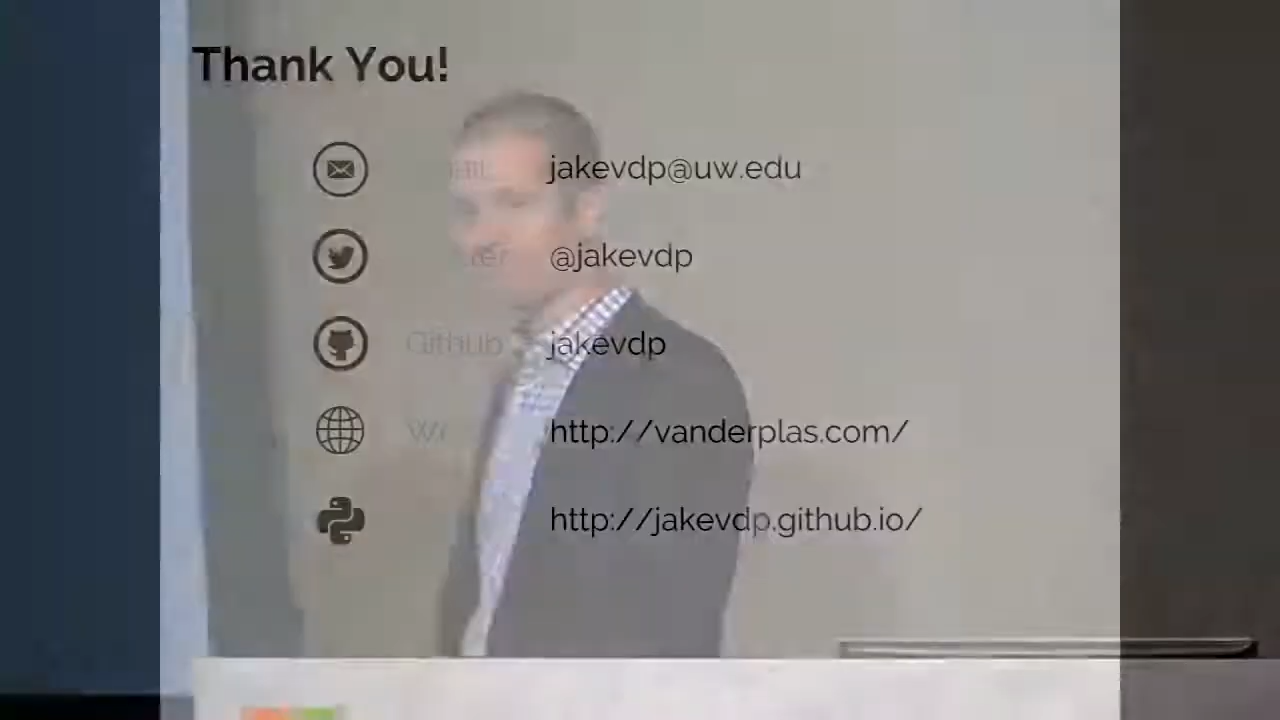 Thank You!
jakevdp@uw.edu
@jakevdp
Github jakevdp
http://vanderplas.com/
http://jakevdp.github.io/